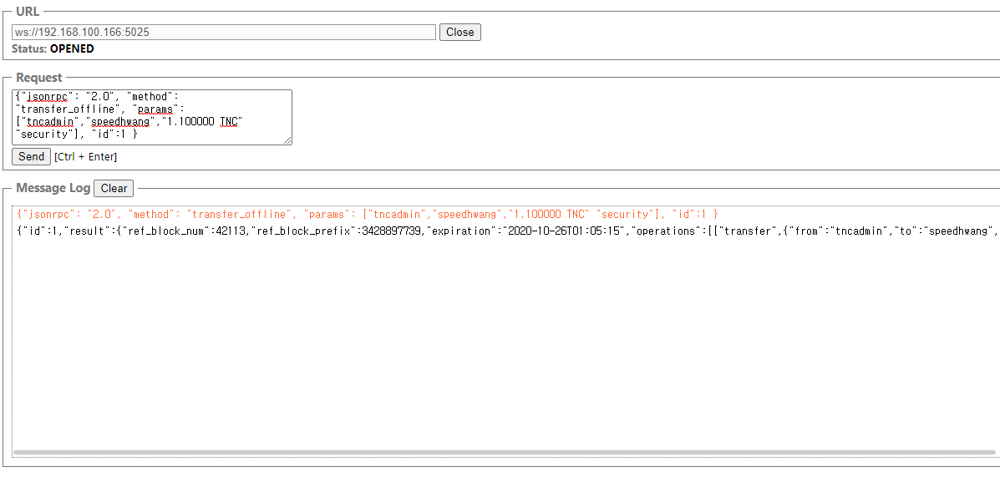 URL
ws://192.168.100.166:5025 Close
Status: OPENED
Request
{"jsonrpc": "2.0", "method":
"transfer_offline", "params":
["tncadmin","speedhwang","1.100000 TNC"
"security"], "id":1 }
Send [Ctrl + Enter]
Message Log Clear
{"jsonrpc": "2.0", "method": "transfer_offline", "params": ["tncadmin","speedhwang","1.100000 TNC" "security"], "id":1 }
{"id":1,"result":{"ref_block_num":42113,"ref_block_prefix":3428897739,"expiration":"2020-10-26T01:05:15","operations":[["transfer",{"from":"tncadmin","to":"speedhwang",